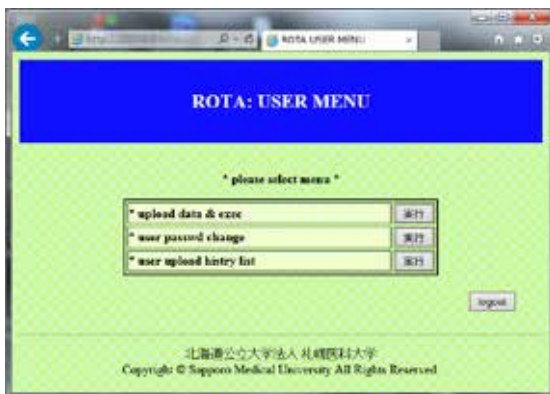 ROTA USER MENU
ROTA: USER MENU
* please select menu *
* upload data & exec 実行
* user passwd change 実行
* user upload histry list 実行
logout
北海道公立大学法人 札幌医科大学
Copyright © Sapporo Medical University All Rights Reserved